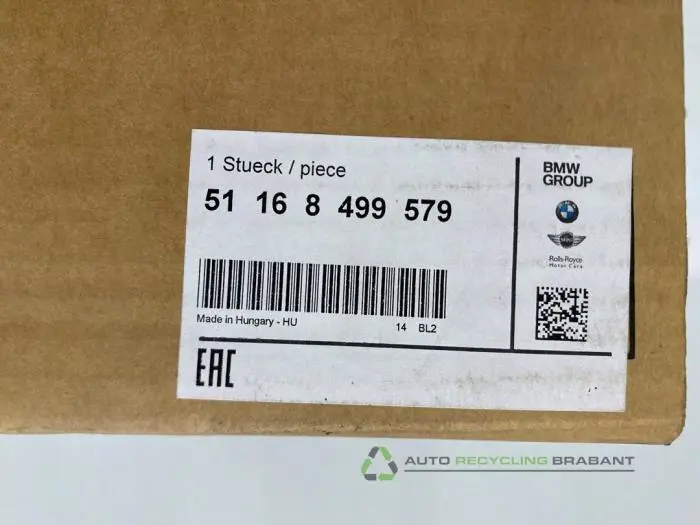 1 Stueck / piece
51 16 8 499 579
Made in Hungary - HU
14 BL2
EAC
BMW
GROUP
MINI
Rolls-Royce
Motor Cars
AUTO RECYCLING BRABANT